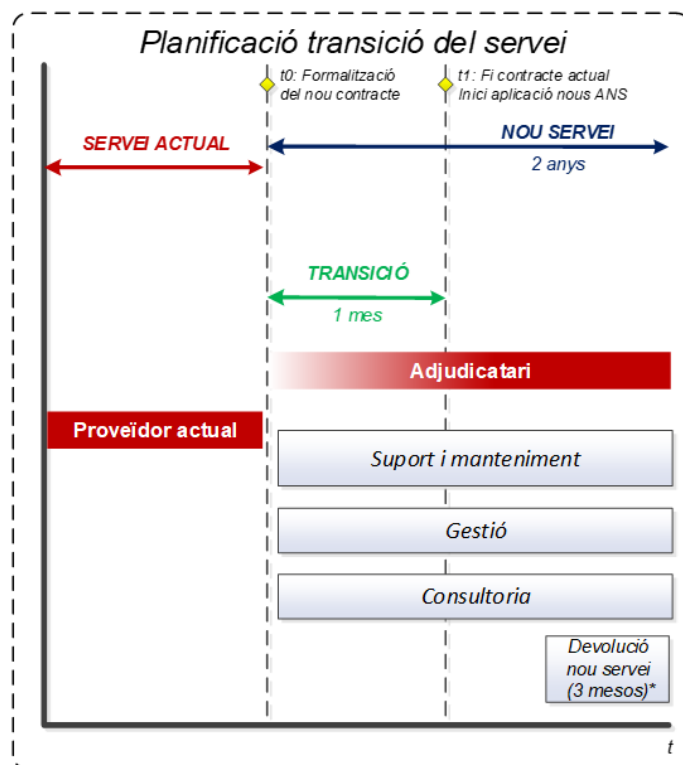 Planificació transició del servei
t0: Formalització
del nou contracte
t1: Fi contracte actual
Inici aplicació nous ANS
SERVEI ACTUAL
NOU SERVEI
2 anys
TRANSICIÓ
1 mes
Adjudicatari
Proveïdor actual
Suport i manteniment
Gestió
Consultoria
Devolució
nou servei
(3 mesos)*
t